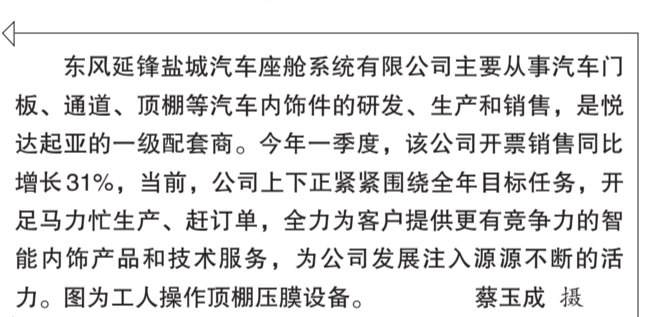 东风延锋盐城汽车座舱系统有限公司主要从事汽车门
板、通道、顶棚等汽车内饰件的研发、生产和销售，是悦
达起亚的一级配套商。今年一季度，该公司开票销售同比
增长31%，当前，公司上下正紧紧围绕全年目标任务，开
足马力忙生产、赶订单，全力为客户提供更有竞争力的智
能内饰产品和技术服务，为公司发展注入源源不断的活
力。图为工人操作顶棚压膜设备。 蔡玉成 摄